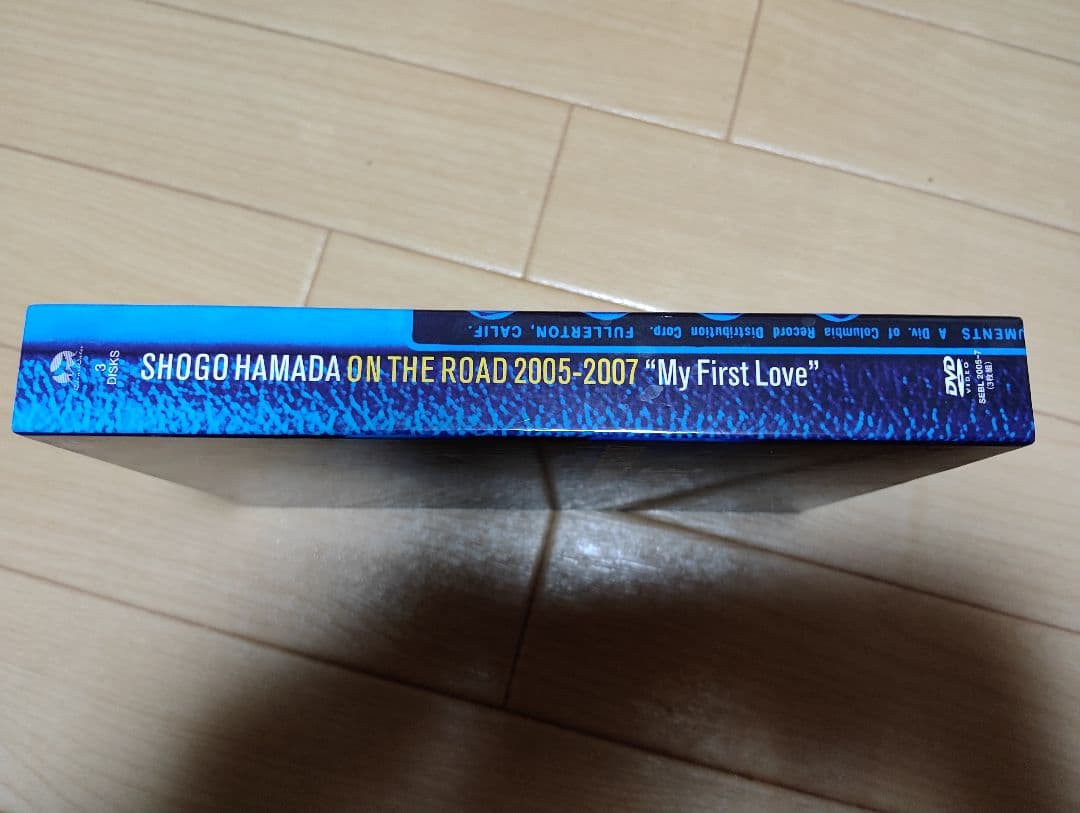 UMENTS A Div. of Columbia Record Distribution Corp. FULLERTON, CALIF.
3
DISKS
SHOGO HAMADA ON THE ROAD 2005-2007 “My First Love”
DVD
VIDEO
SEBL 2005-7
(3枚組)